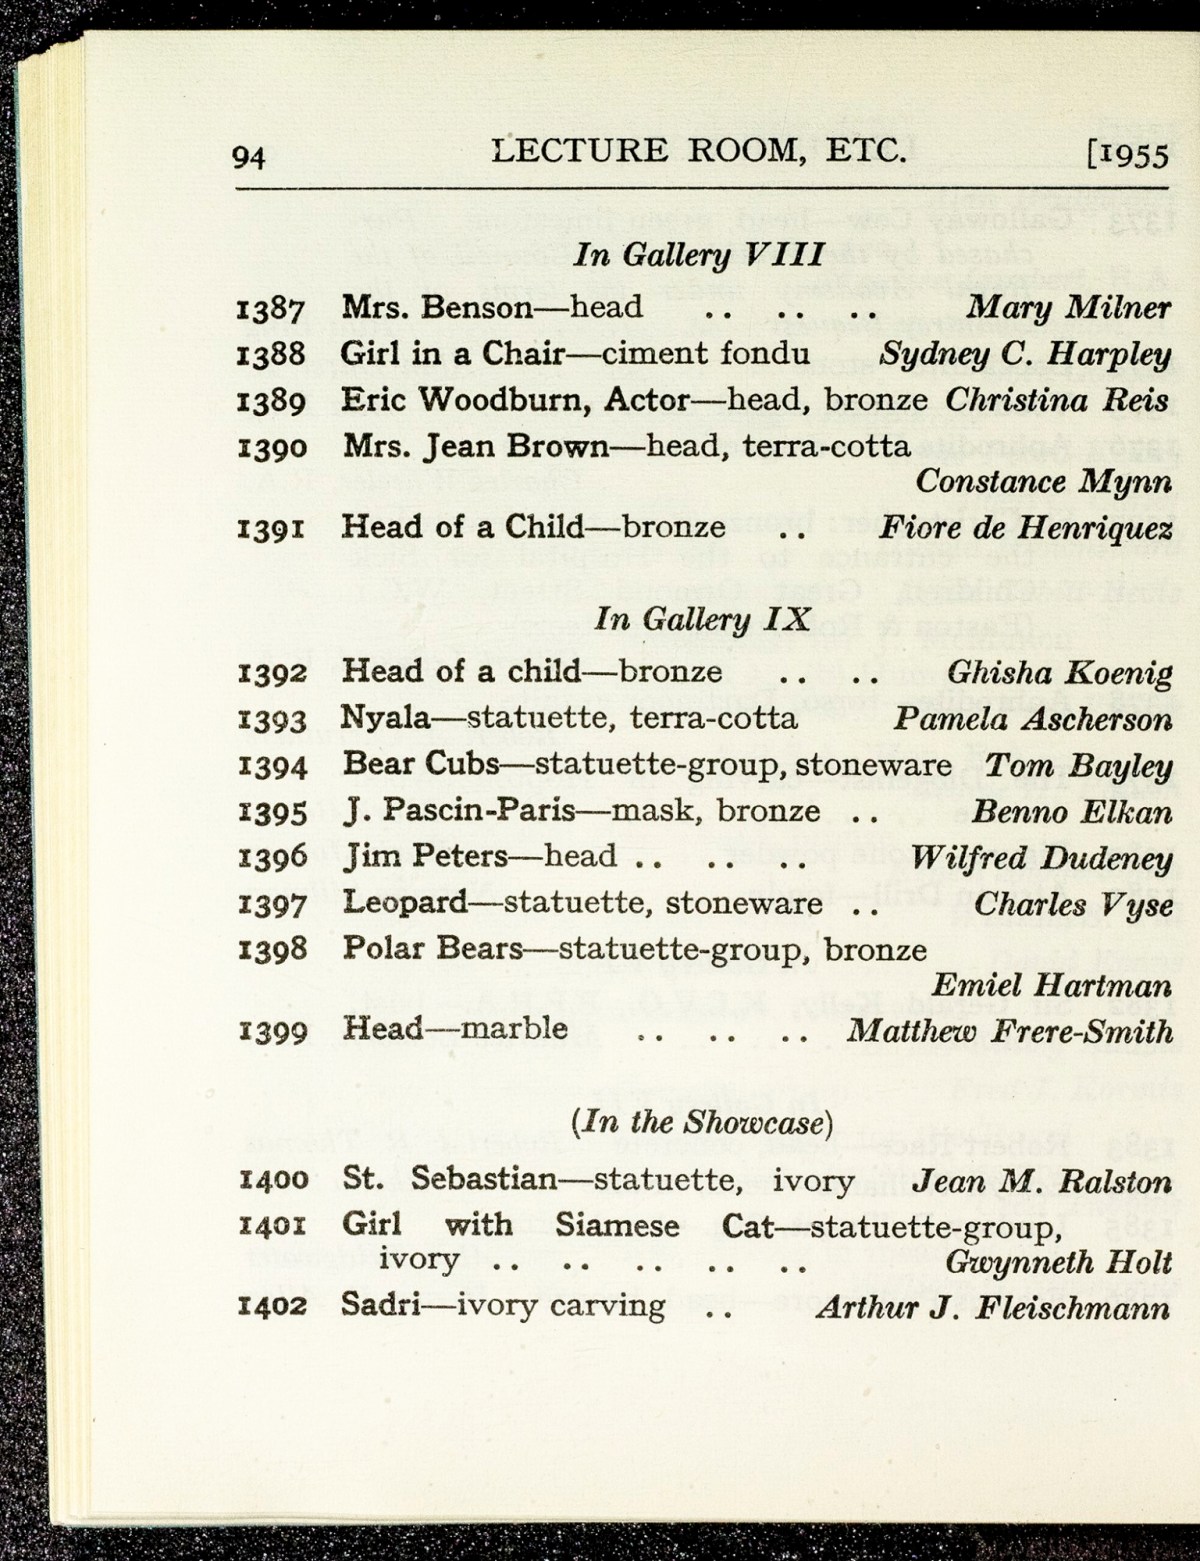 94 LECTURE ROOM, ETC. [1955
In Gallery VIII
1387 Mrs. Benson—head .. .. .. Mary Milner
1388 Girl in a Chair—ciment fondu Sydney C. Harpley
1389 Eric Woodburn, Actor—head, bronze Christina Reis
1390 Mrs. Jean Brown—head, terra-cotta
Constance Mynn
1391 Head of a Child—bronze .. Fiore de Henriquez
In Gallery IX
1392 Head of a child—bronze .. .. Ghisha Koenig
1393 Nyala—statuette, terra-cotta Pamela Ascherson
1394 Bear Cubs—statuette-group, stoneware Tom Bayley
1395 J. Pascin-Paris—mask, bronze .. Benno Elkan
1396 Jim Peters—head .. .. .. Wilfred Dudeney
1397 Leopard—statuette, stoneware .. Charles Vyse
1398 Polar Bears—statuette-group, bronze
Emiel Hartman
1399 Head—marble .. .. .. Matthew Frere-Smith
(In the Showcase)
1400 St. Sebastian—statuette, ivory Jean M. Ralston
1401 Girl with Siamese Cat—statuette-group,
ivory .. .. .. .. .. Gwynneth Holt
1402 Sadri—ivory carving .. Arthur J. Fleischmann